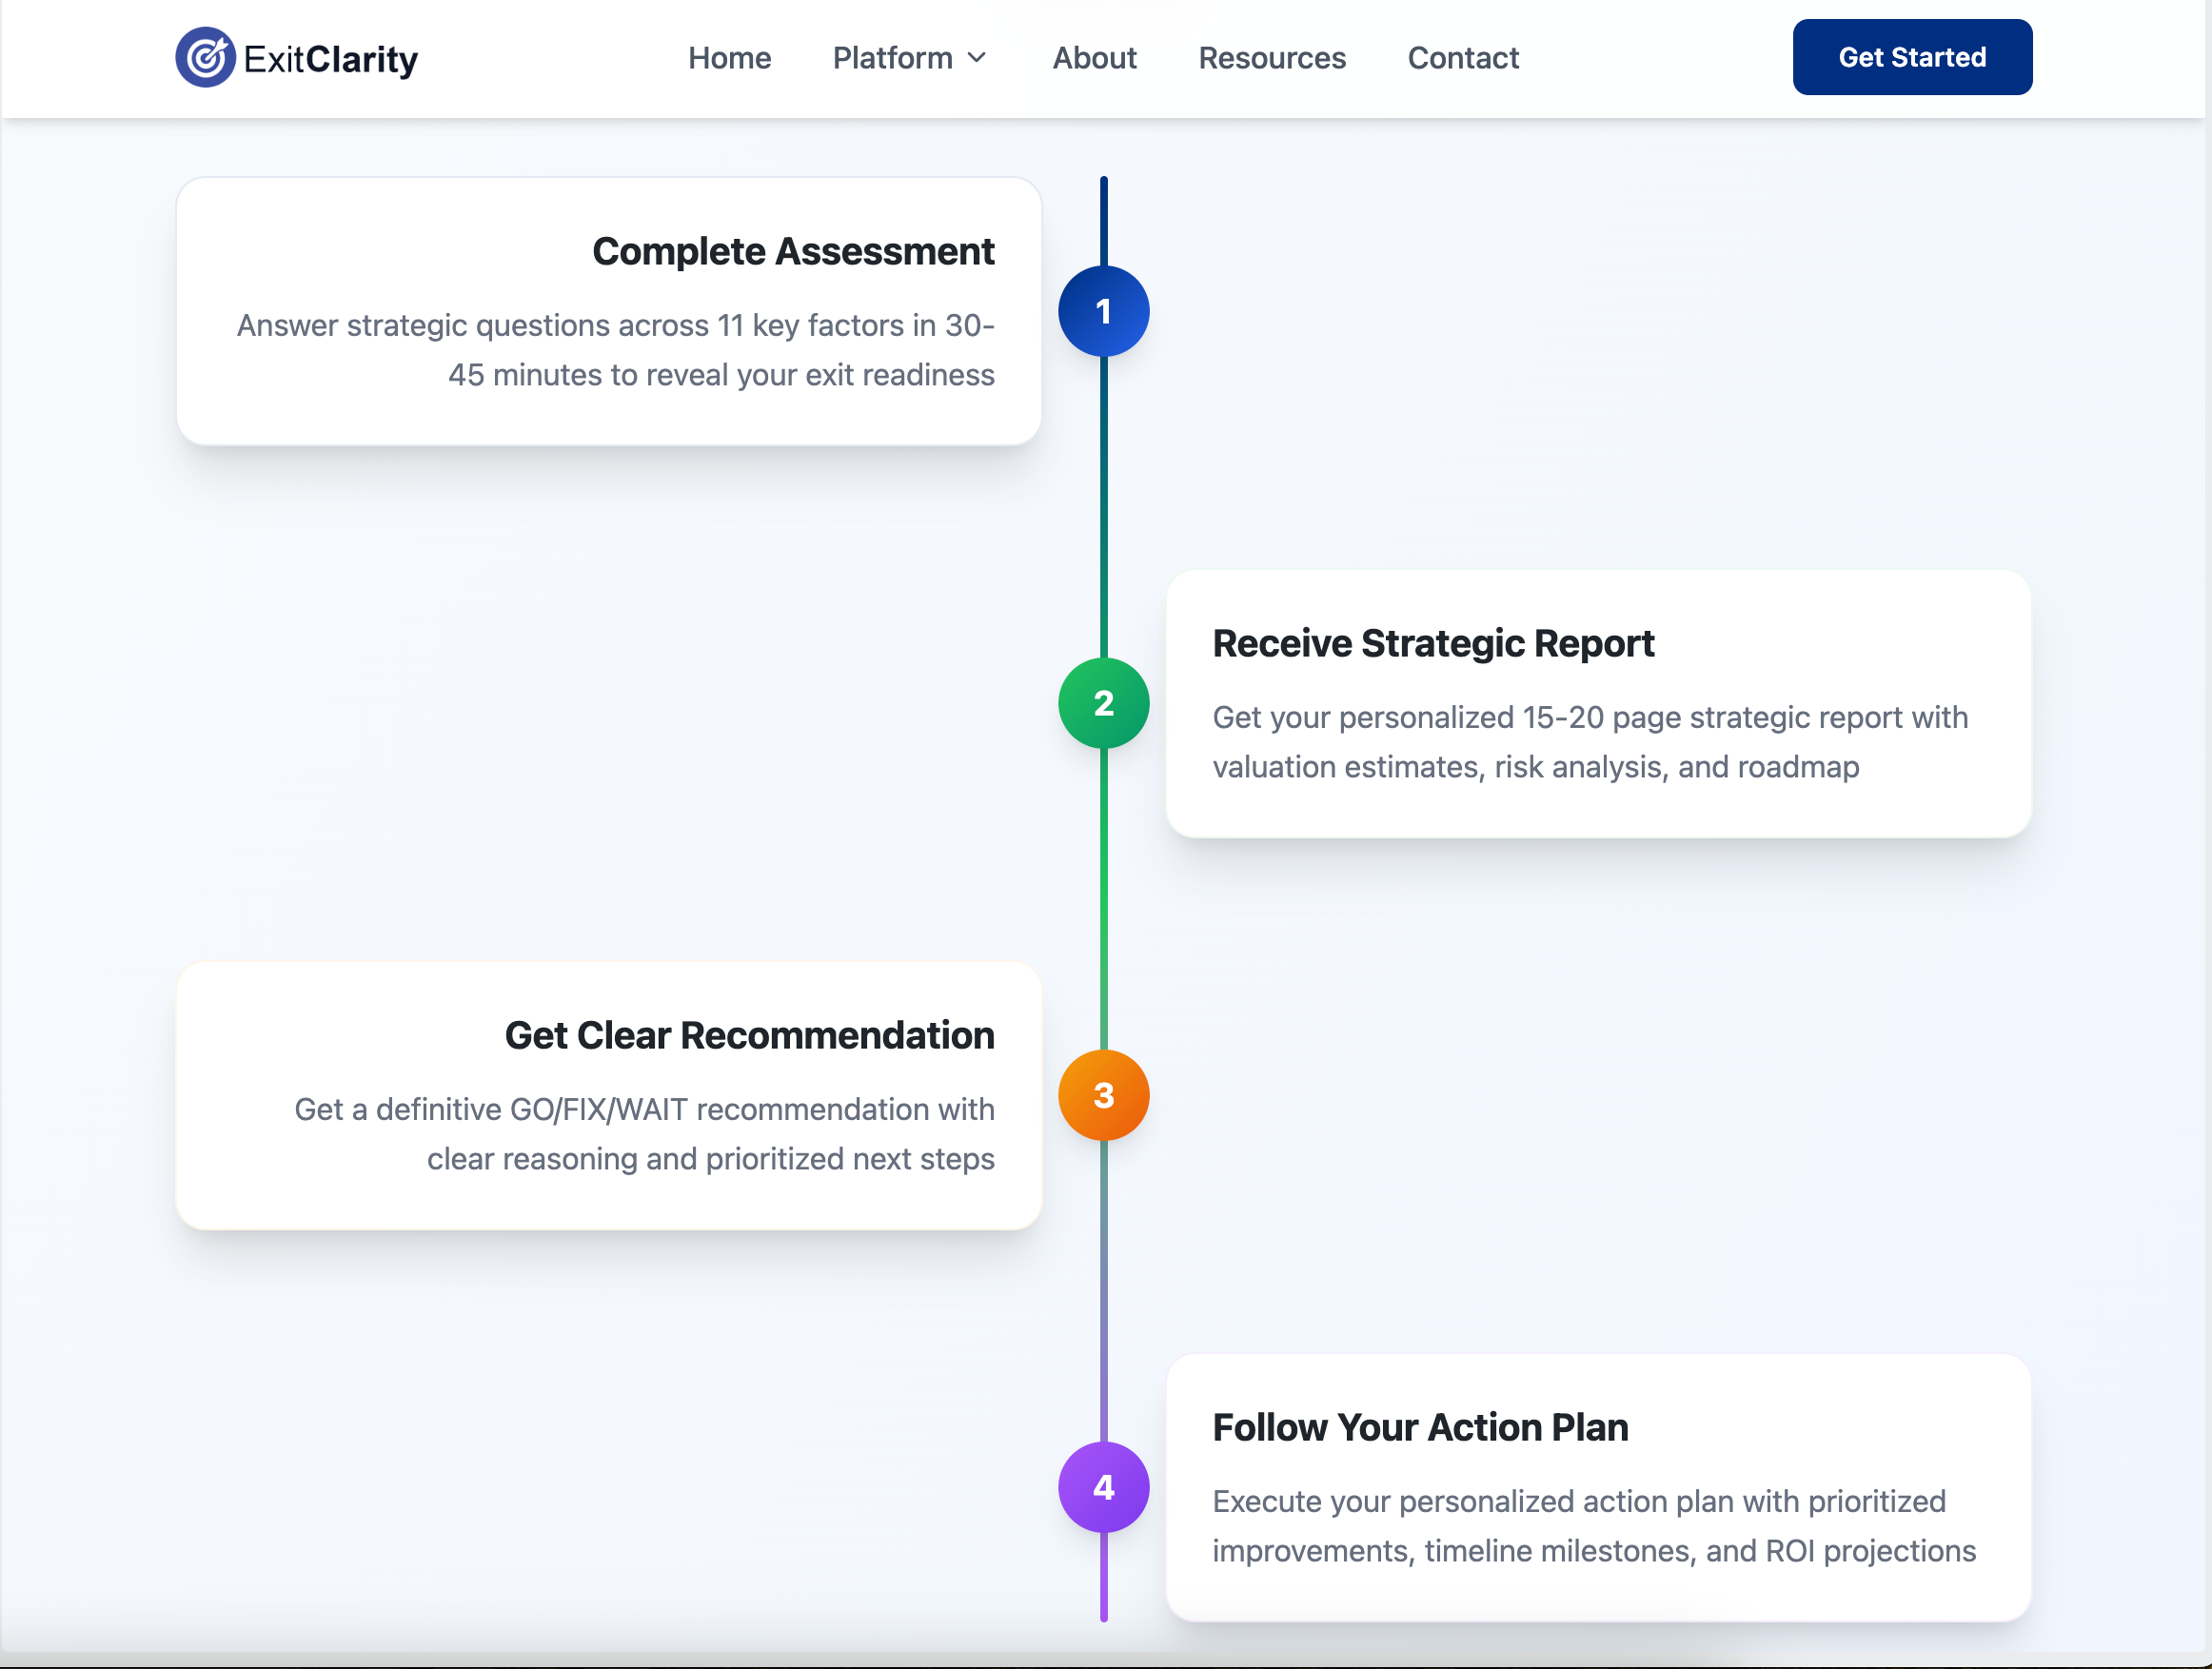 ExitClarity
Home
Platform
About
Resources
Contact
Get Started
Complete Assessment
Answer strategic questions across 11 key factors in 30-
45 minutes to reveal your exit readiness
1
2
Receive Strategic Report
Get your personalized 15-20 page strategic report with
valuation estimates, risk analysis, and roadmap
Get Clear Recommendation
Get a definitive GO/FIX/WAIT recommendation with
clear reasoning and prioritized next steps
3
4
Follow Your Action Plan
Execute your personalized action plan with prioritized
improvements, timeline milestones, and ROI projections